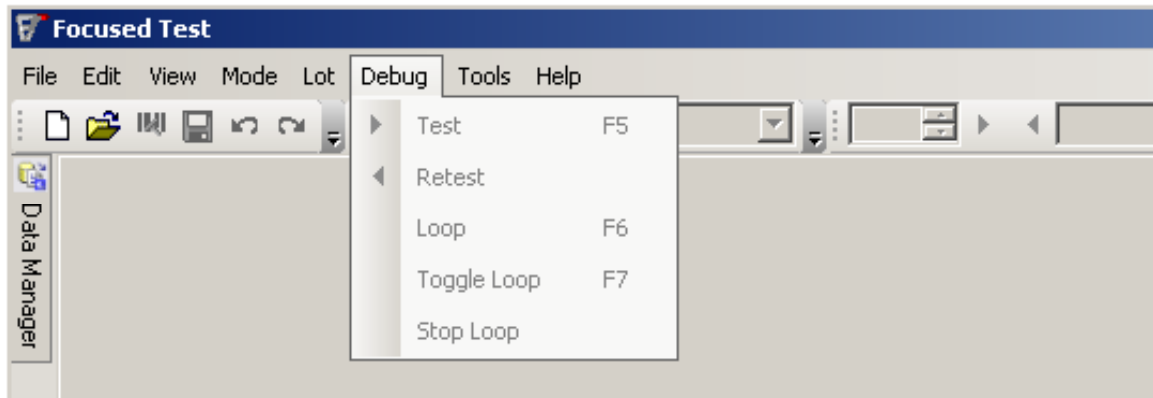 Focused Test
File Edit View Mode Lot Debug Tools Help
Test F5
Retest
Loop F6
Toggle Loop F7
Stop Loop
Data Manager